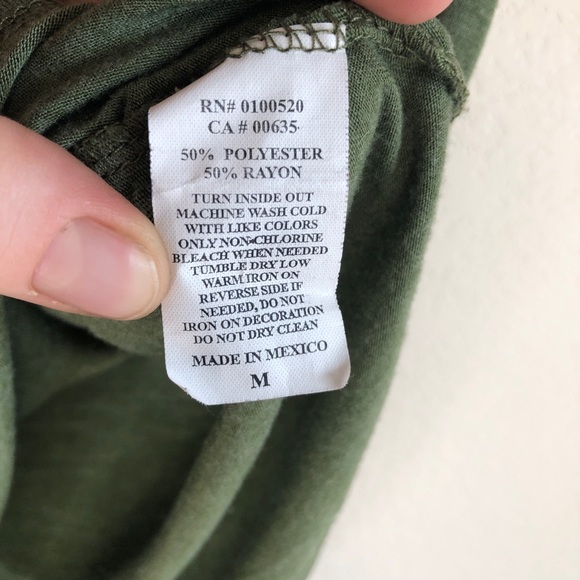 RN# 0100520
CA # 00635
50% POLYESTER
50% RAYON
TURN INSIDE OUT
MACHINE WASH COLD
WITH LIKE COLORS
ONLY NON-CHLORINE
BLEACH WHEN NEEDED
TUMBLE DRY LOW
WARM IRON ON
REVERSE SIDE IF
NEEDED, DO NOT
IRON ON DECORATION
DO NOT DRY CLEAN
MADE IN MEXICO
M